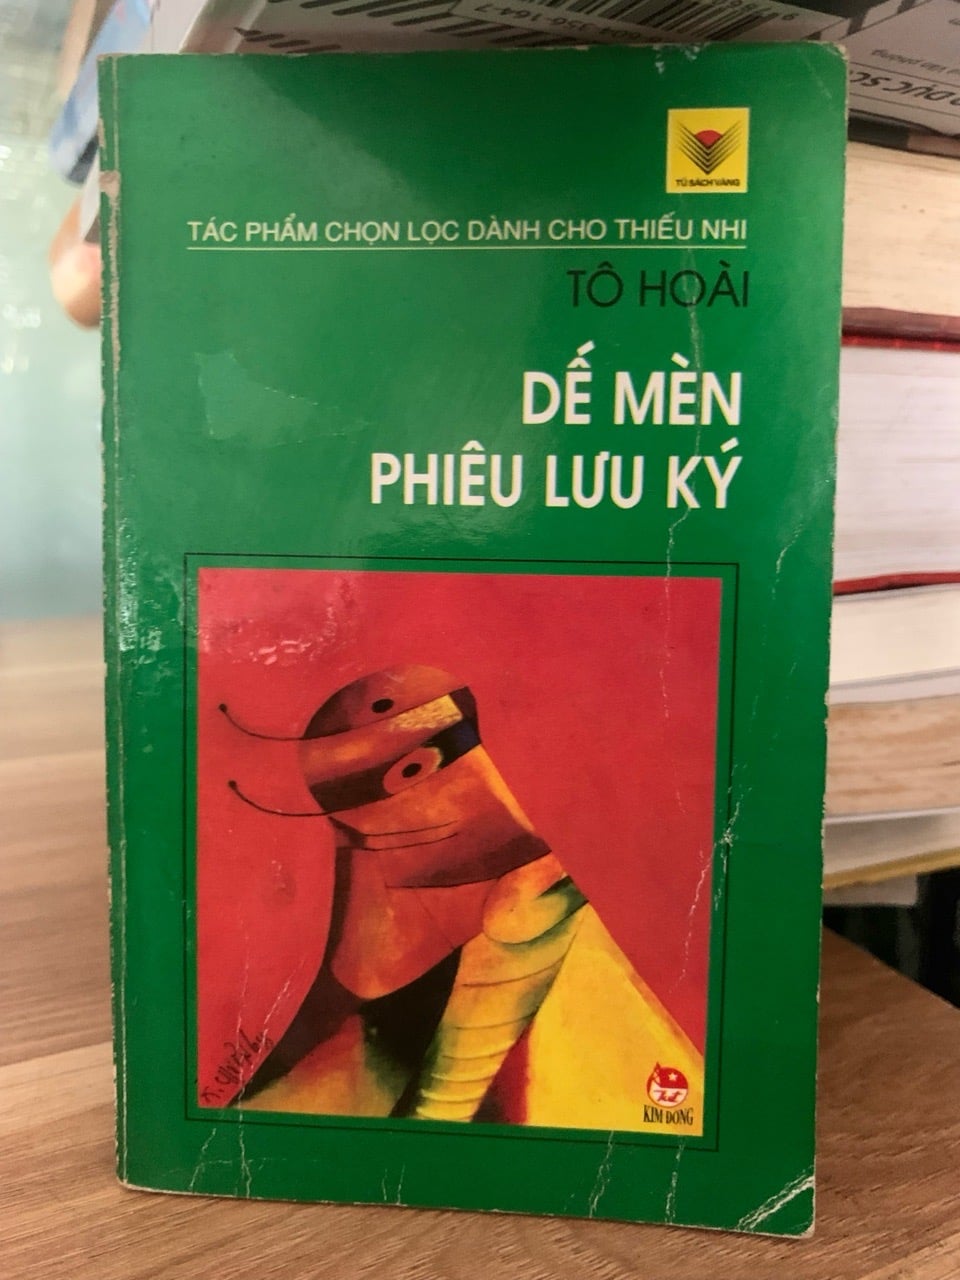 TỦ SÁCH VÀNG
TÁC PHẨM CHỌN LỌC DÀNH CHO THIẾU NHI
TÔ HOÀI
DẾ MÈN
PHIÊU LƯU KÝ
KIM ĐỒNG